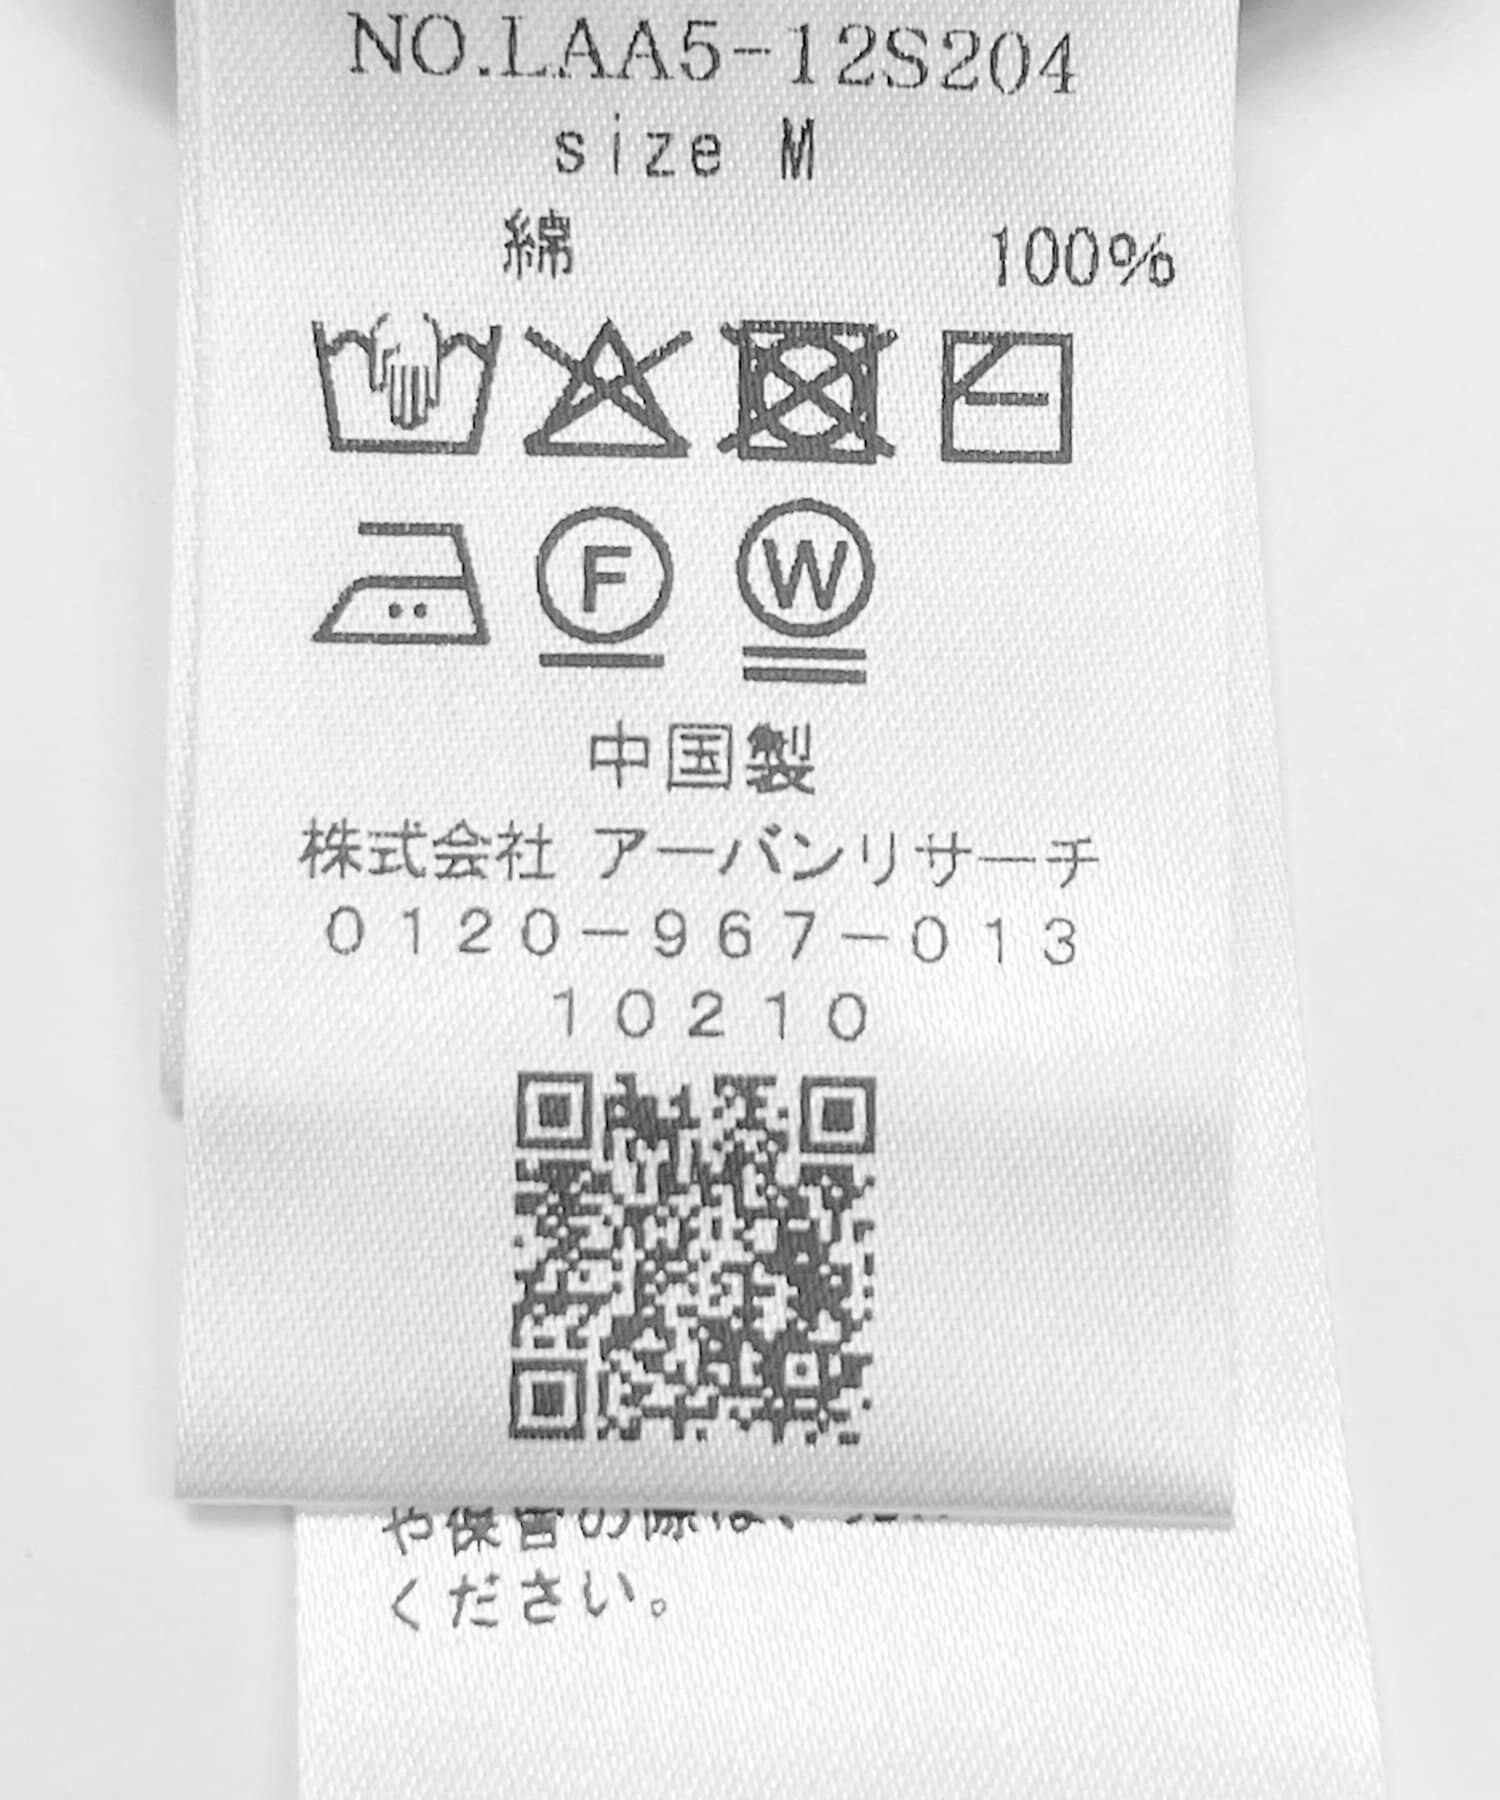 NO.LAA5-12S204
size M
綿 100%
F W
中国製
株式会社 アーバンリサーチ
0120-967-013
10210
ください。